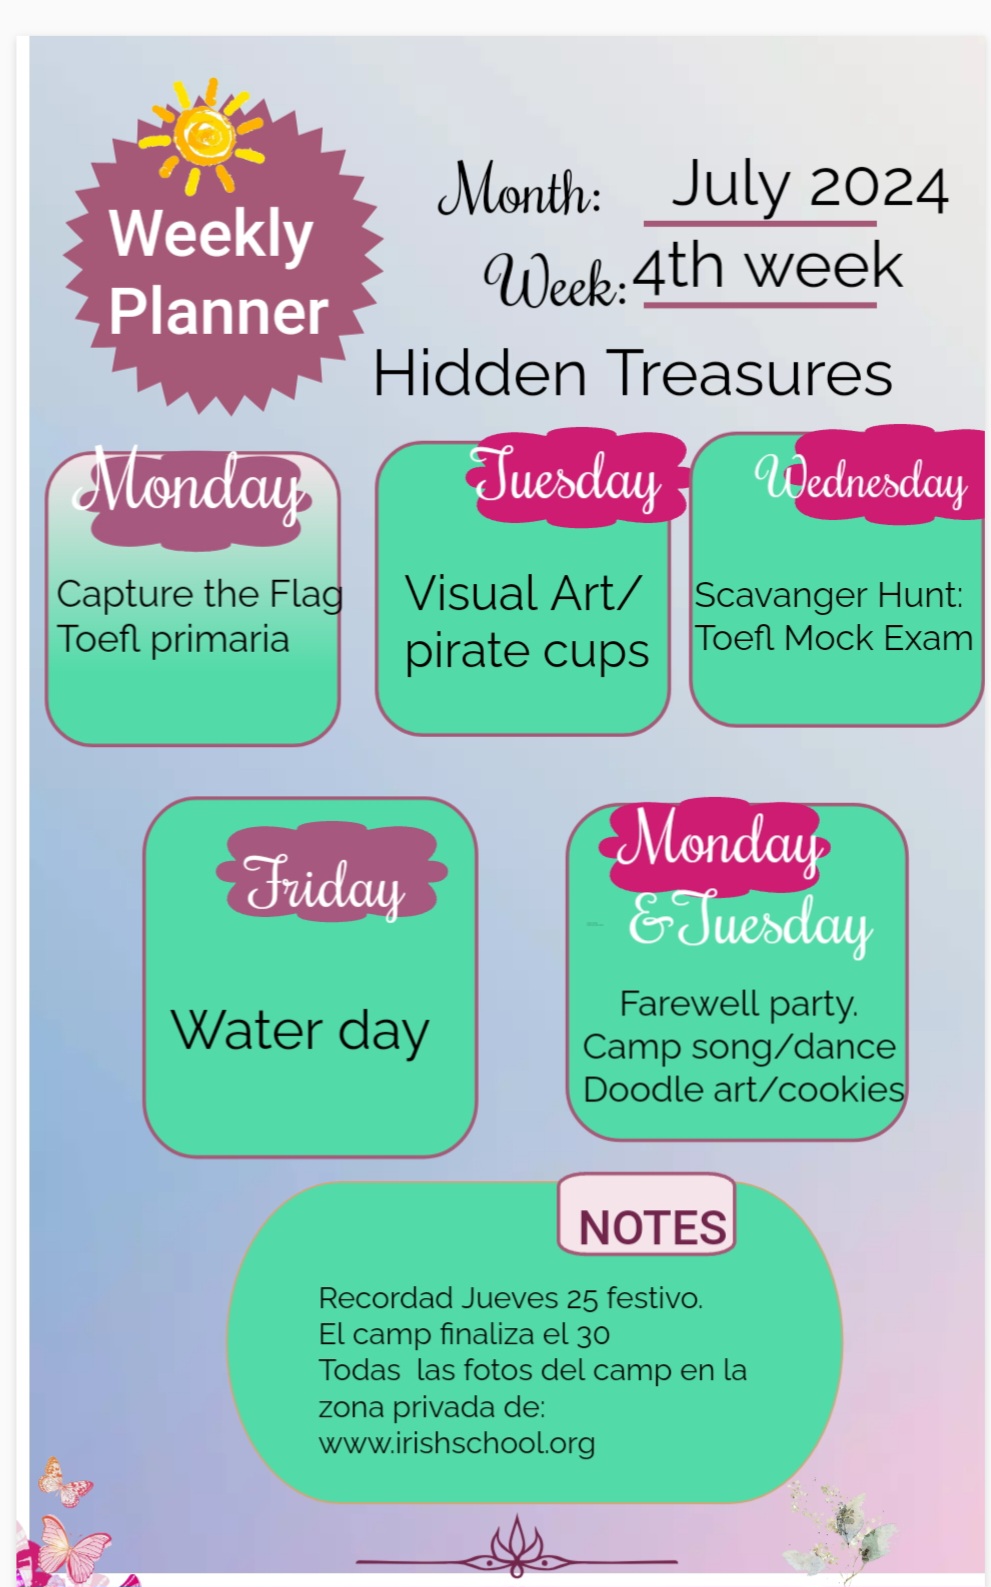 Weekly
Planner
Month: July 2024
Week: 4th week
Hidden Treasures
Monday
Capture the Flag
Toefl primaria
Tuesday
Visual Art/
pirate cups
Wednesday
Scavanger Hunt:
Toefl Mock Exam
Friday
Water day
Monday
&Tuesday
Farewell party.
Camp song/dance
Doodle art/cookies
NOTES
Recordad Jueves 25 festivo.
El camp finaliza el 30
Todas las fotos del camp en la
zona privada de:
www.irishschool.org